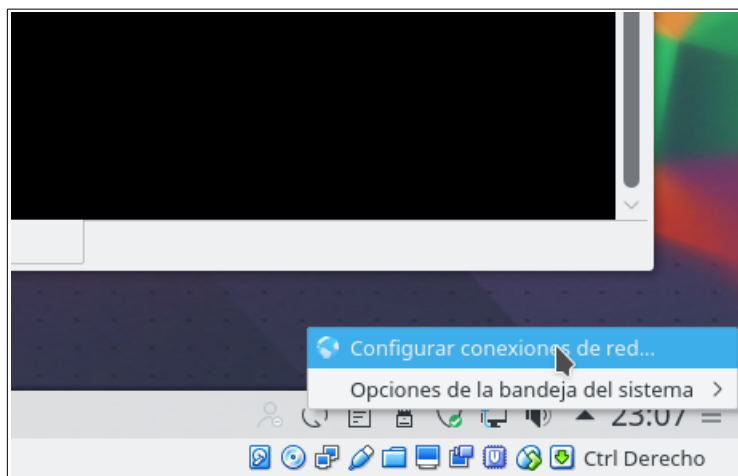 Configurar conexiones de red...
Opciones de la bandeja del sistema
23:07
Ctrl Derecho